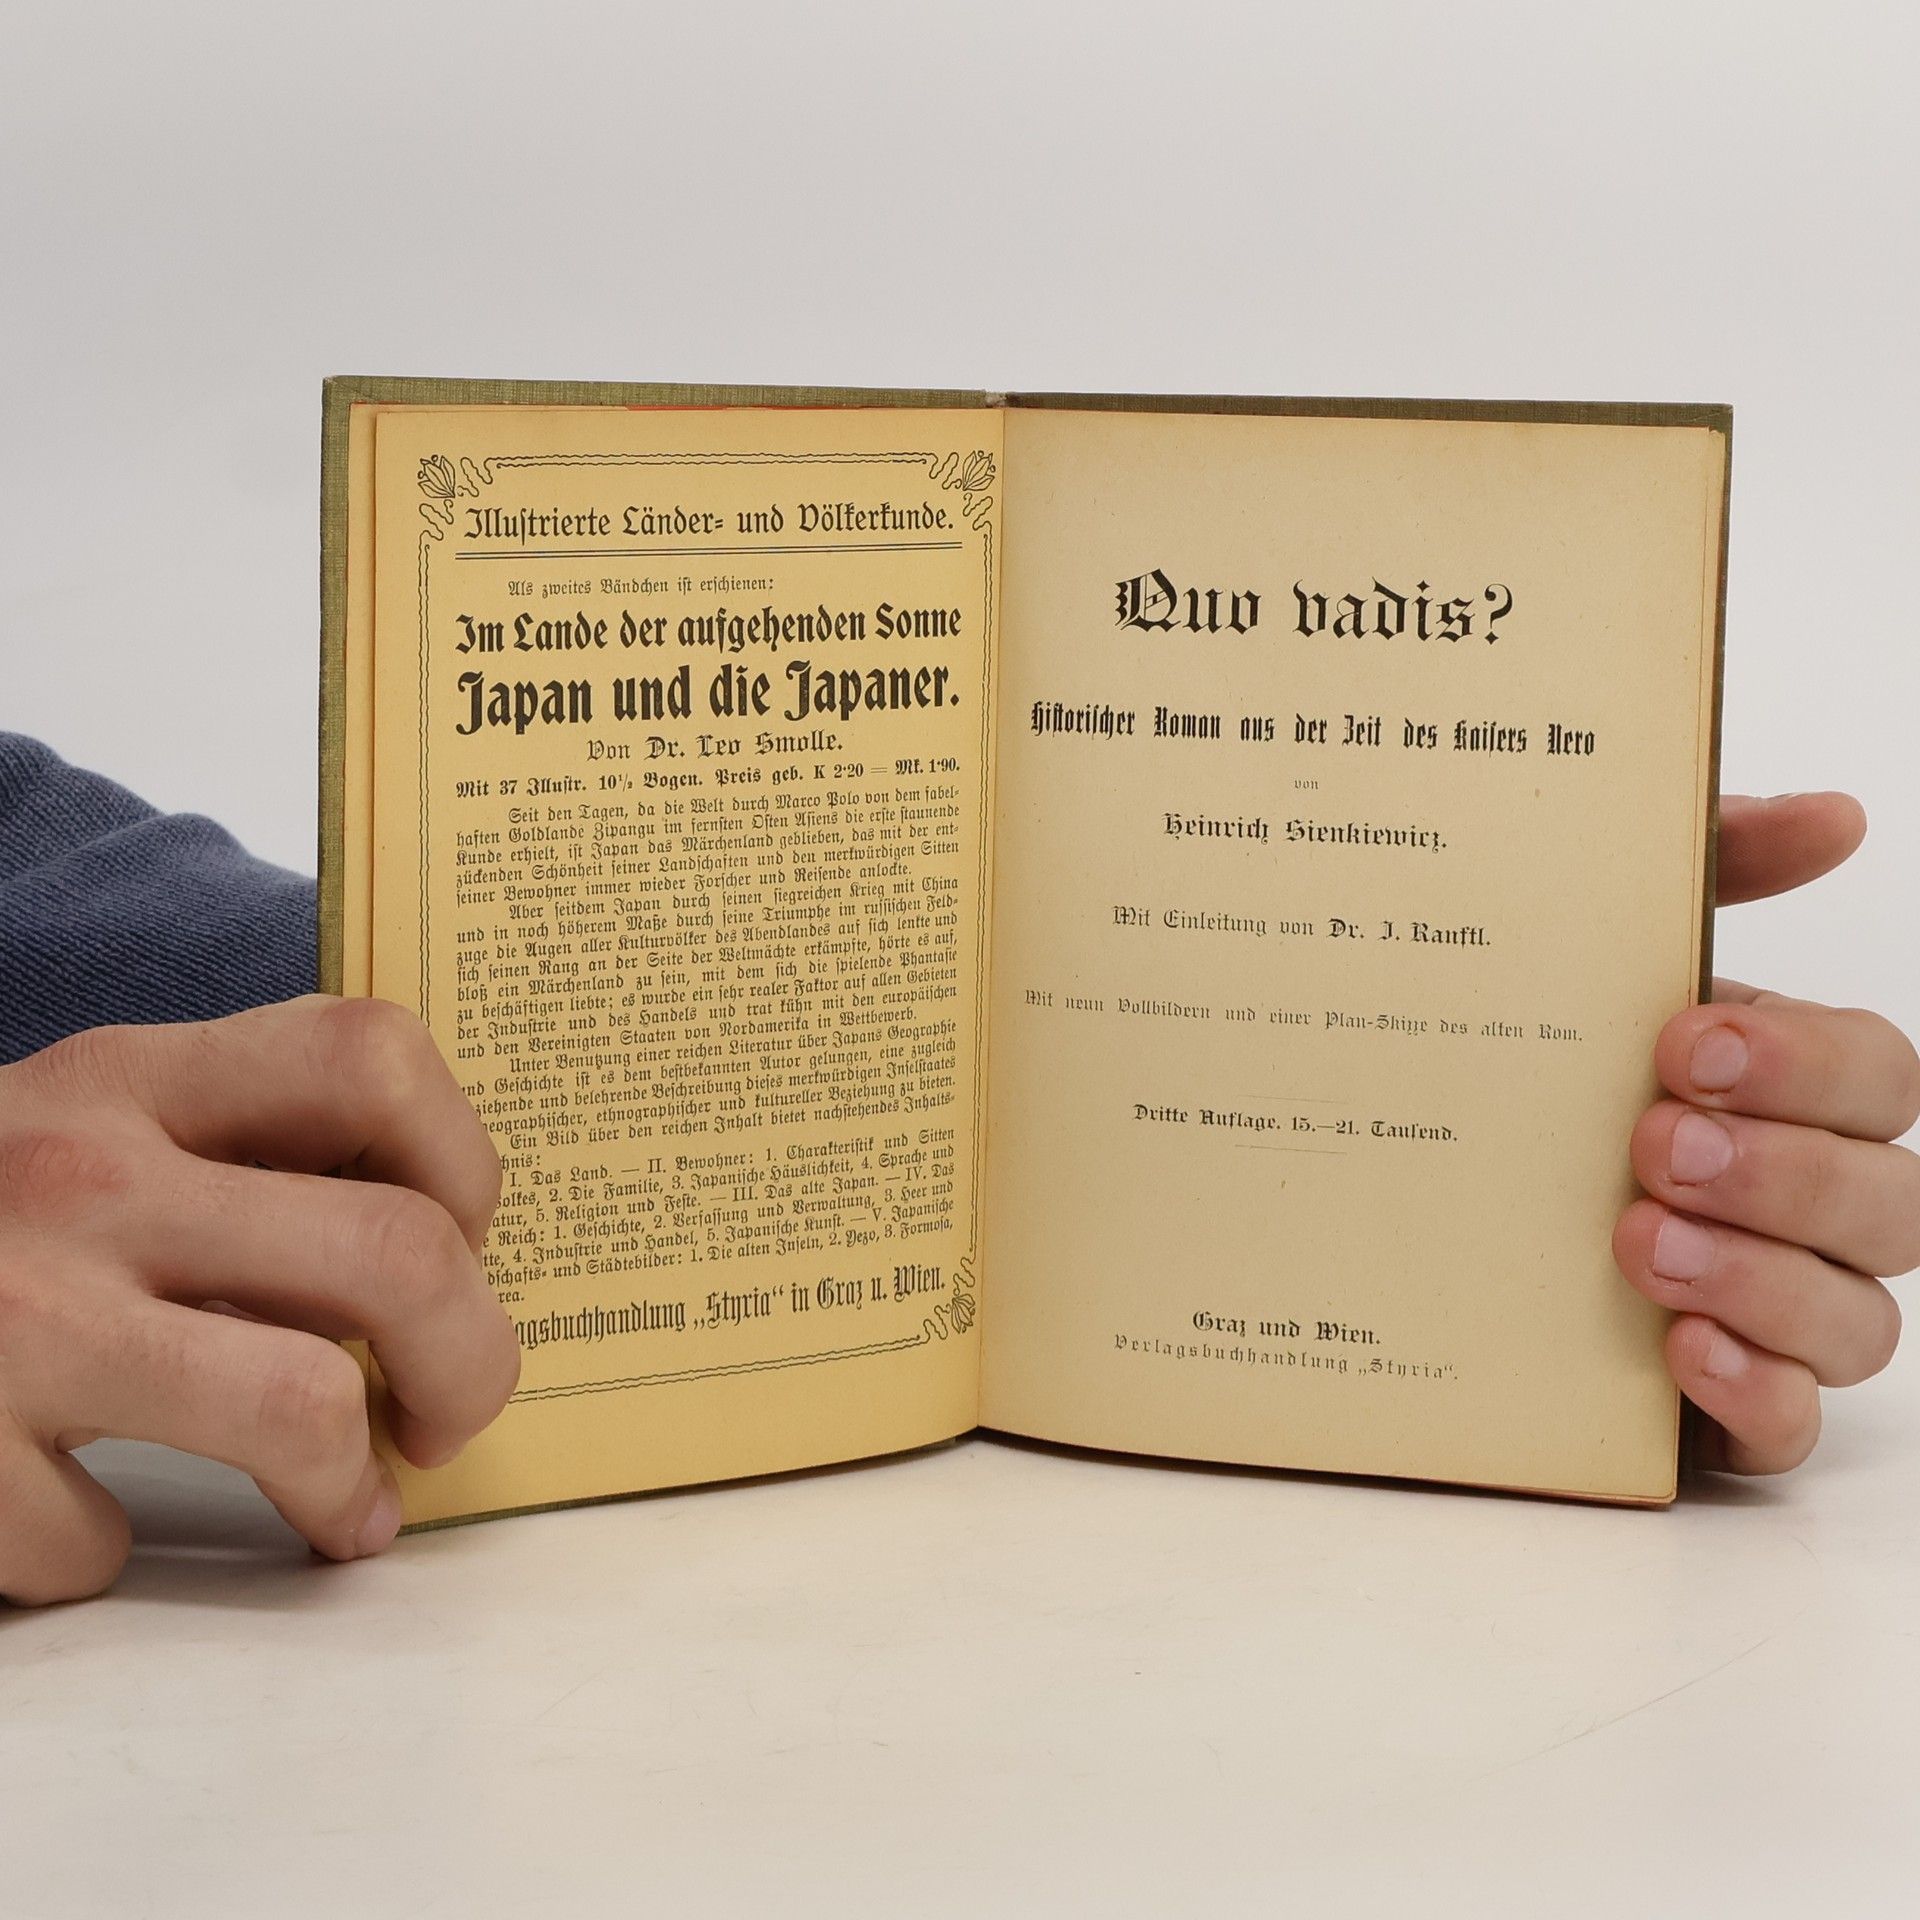 Illustrierte Länder- und Völkerkunde.
Als zweites Bändchen ist erschienen:
Im Lande der aufgehenden Sonne
Japan und die Japaner.
Von Dr. Leo Smolle.
Mit 37 Illustr. 10½ Bogen. Preis geb. K 2·20 = Mk. 1·90.
Seit den Tagen, da die Welt durch Marco Polo von dem fabel-
haften Goldlande Zipangu im fernsten Osten Asiens die erste staunende
Kunde erhielt, ist Japan das Märchenland geblieben, das mit der ent-
zückenden Schönheit seiner Landschaften und den merkwürdigen Sitten
seiner Bewohner immer wieder Forscher und Reisende anlockte.
Aber seitdem Japan durch seinen siegreichen Krieg mit China
und in noch höherem Maße durch seine Triumphe im russischen Feld-
zuge die Augen aller Kulturvölker des Abendlandes auf sich lenkte und
sich seinen Rang an der Seite der Weltmächte erkämpfte, hörte es auf,
bloß ein Märchenland zu sein, mit dem sich die spielende Phantasie
zu beschäftigen liebte; es wurde ein sehr realer Faktor auf allen Gebieten
der Industrie und des Handels und trat kühn mit den europäischen
und den Vereinigten Staaten von Nordamerika in Wettbewerb.
Unter Benutzung einer reichen Literatur über Japans Geographie
und Geschichte ist es dem bestbekannten Autor gelungen, eine zugleich
ziehende und belehrende Beschreibung dieses merkwürdigen Inselstaates
eographischer, ethnographischer und kultureller Beziehung zu bieten.
Ein Bild über den reichen Inhalt bietet nachstehendes Inhalts-
hnis:
I. Das Land. — II. Bewohner: 1. Charakteristik und Sitten
olkes, 2. Die Familie, 3. Japanische Häuslichkeit, 4. Sprache und
atur, 5. Religion und Feste. — III. Das alte Japan. — IV. Das
e Reich: 1. Geschichte, 2. Verfassung und Verwaltung, 3. Heer und
tte, 4. Industrie und Handel, 5. Japanische Kunst. — V. Japanische
dschafts- und Städtebilder: 1. Die alten Inseln, 2. Yezo, 3. Formosa,
rea.
agsbuchhandlung „Styria“ in Graz u. Wien.
Quo vadis?
Historischer Roman aus der Zeit des Kaisers Nero
von
Heinrich Sienkiewicz.
Mit Einleitung von Dr. J. Ranftl.
Mit neun Vollbildern und einer Plan-Skizze des alten Rom.
Dritte Auflage. 15.—21. Tausend.
Graz und Wien.
Verlagsbuchhandlung „Styria“.